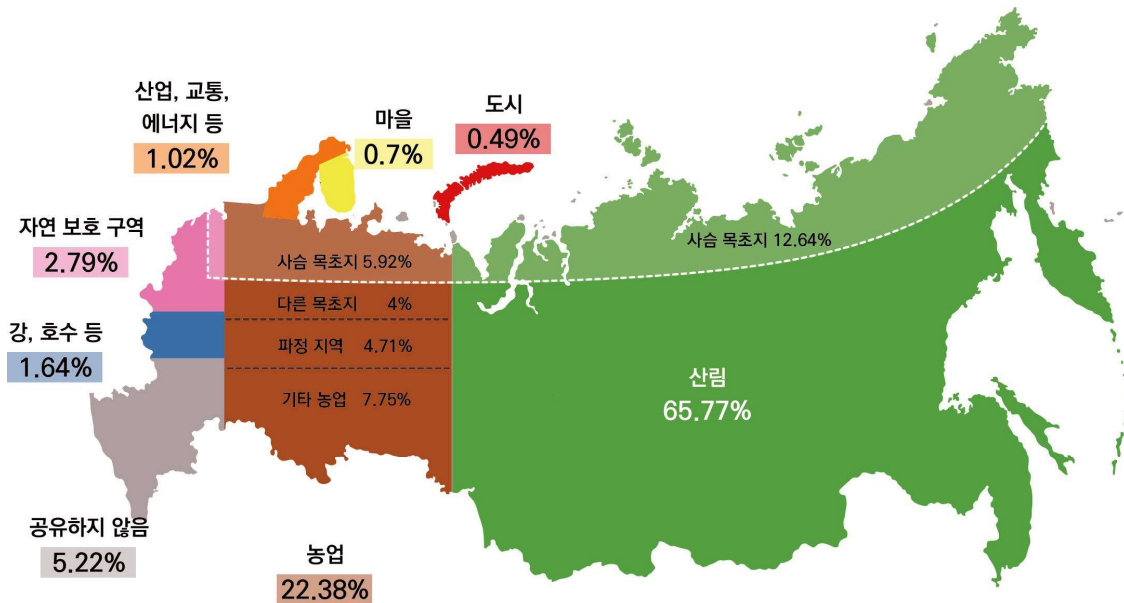 산업, 교통,
에너지 등
1.02%
마을
0.7%
도시
0.49%
자연 보호 구역
2.79%
사슴 목초지 5.92%
사슴 목초지 12.64%
다른 목초지 4%
강, 호수 등
1.64%
파정 지역 4.71%
기타 농업 7.75%
산림
65.77%
공유하지 않음
5.22%
농업
22.38%